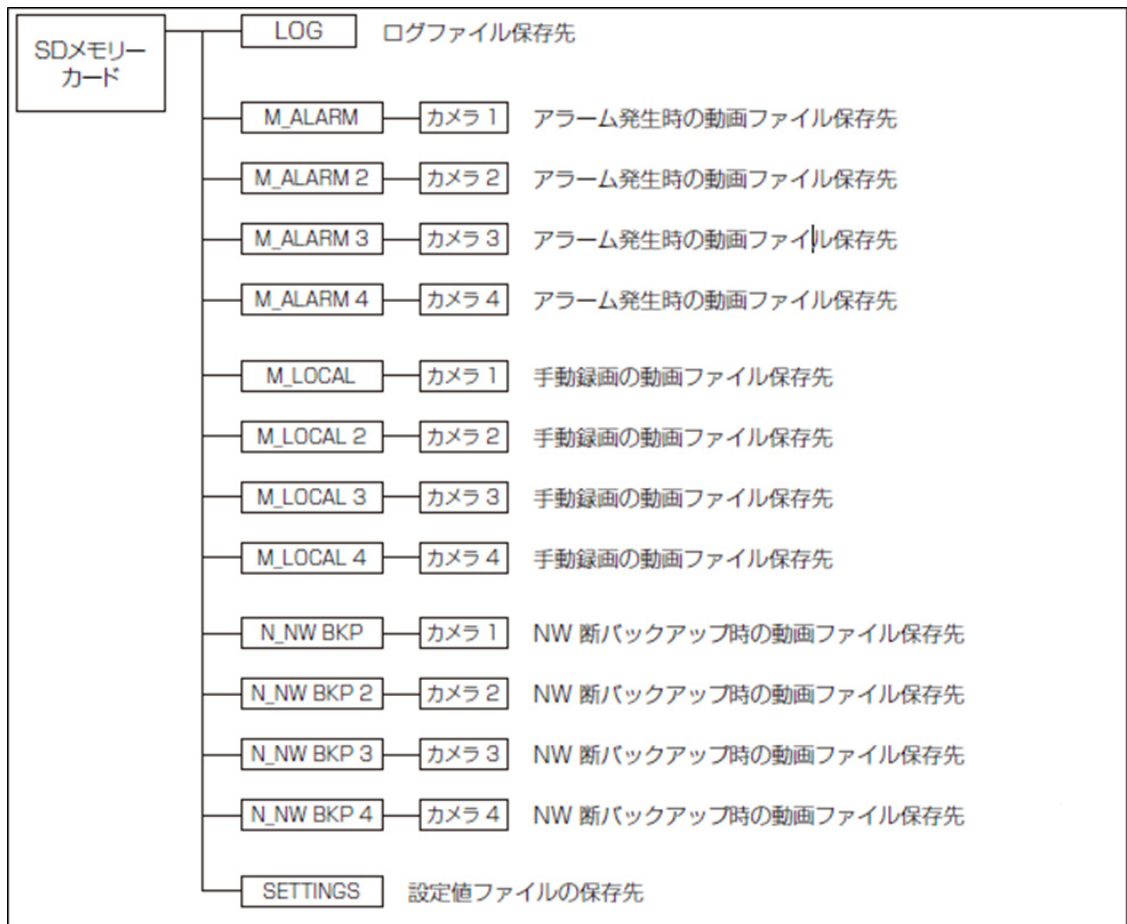 SDメモリー
カード
LOG ログファイル保存先
M_ALARM カメラ 1 アラーム発生時の動画ファイル保存先
M_ALARM 2 カメラ 2 アラーム発生時の動画ファイル保存先
M_ALARM 3 カメラ 3 アラーム発生時の動画ファイル保存先
M_ALARM 4 カメラ 4 アラーム発生時の動画ファイル保存先
M_LOCAL カメラ 1 手動録画の動画ファイル保存先
M_LOCAL 2 カメラ 2 手動録画の動画ファイル保存先
M_LOCAL 3 カメラ 3 手動録画の動画ファイル保存先
M_LOCAL 4 カメラ 4 手動録画の動画ファイル保存先
N_NW BKP カメラ 1 NW 断バックアップ時の動画ファイル保存先
N_NW BKP 2 カメラ 2 NW 断バックアップ時の動画ファイル保存先
N_NW BKP 3 カメラ 3 NW 断バックアップ時の動画ファイル保存先
N_NW BKP 4 カメラ 4 NW 断バックアップ時の動画ファイル保存先
SETTINGS 設定値ファイルの保存先